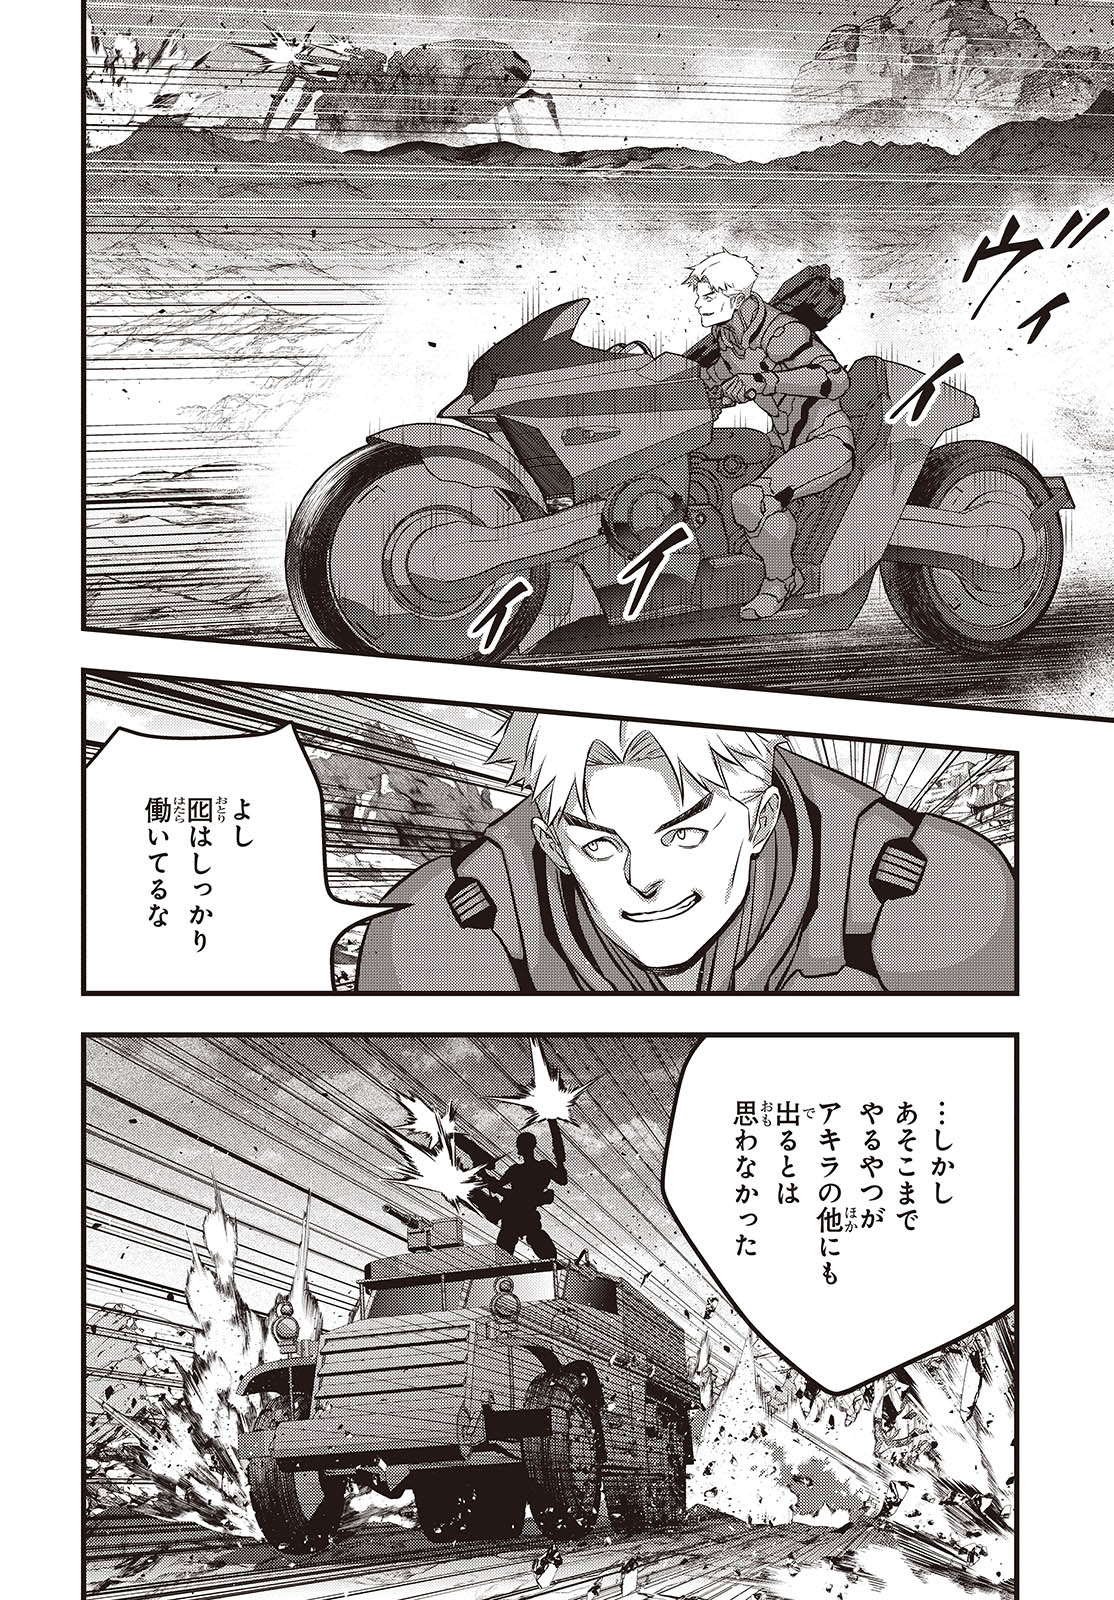 ヴィィィィ
よし
囮はしっかり
働いてるな
…しかし
あそこまで
やるやつが
アキラの他にも
出るとは
思わなかった